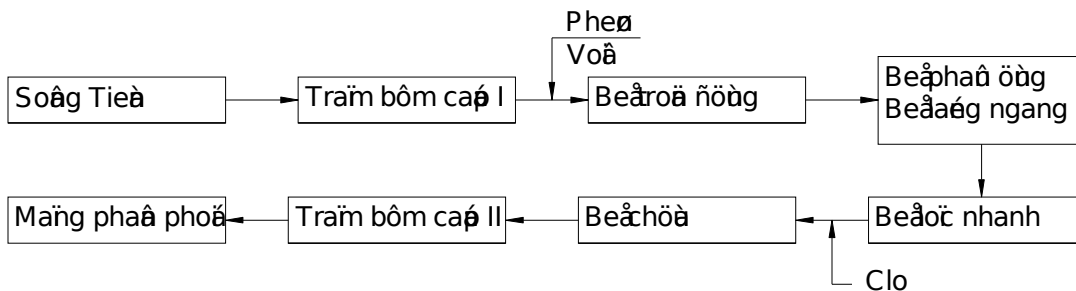 Pheøn
Voâi
Soâng Tieàn
Traïm bôm caáp I
Beå troän ñöùng
Beå phaûn öùng
Beå laéng ngang
Maïng phaân phoái
Traïm bôm caáp II
Beå chöùa
Beå loïc nhanh
Clo